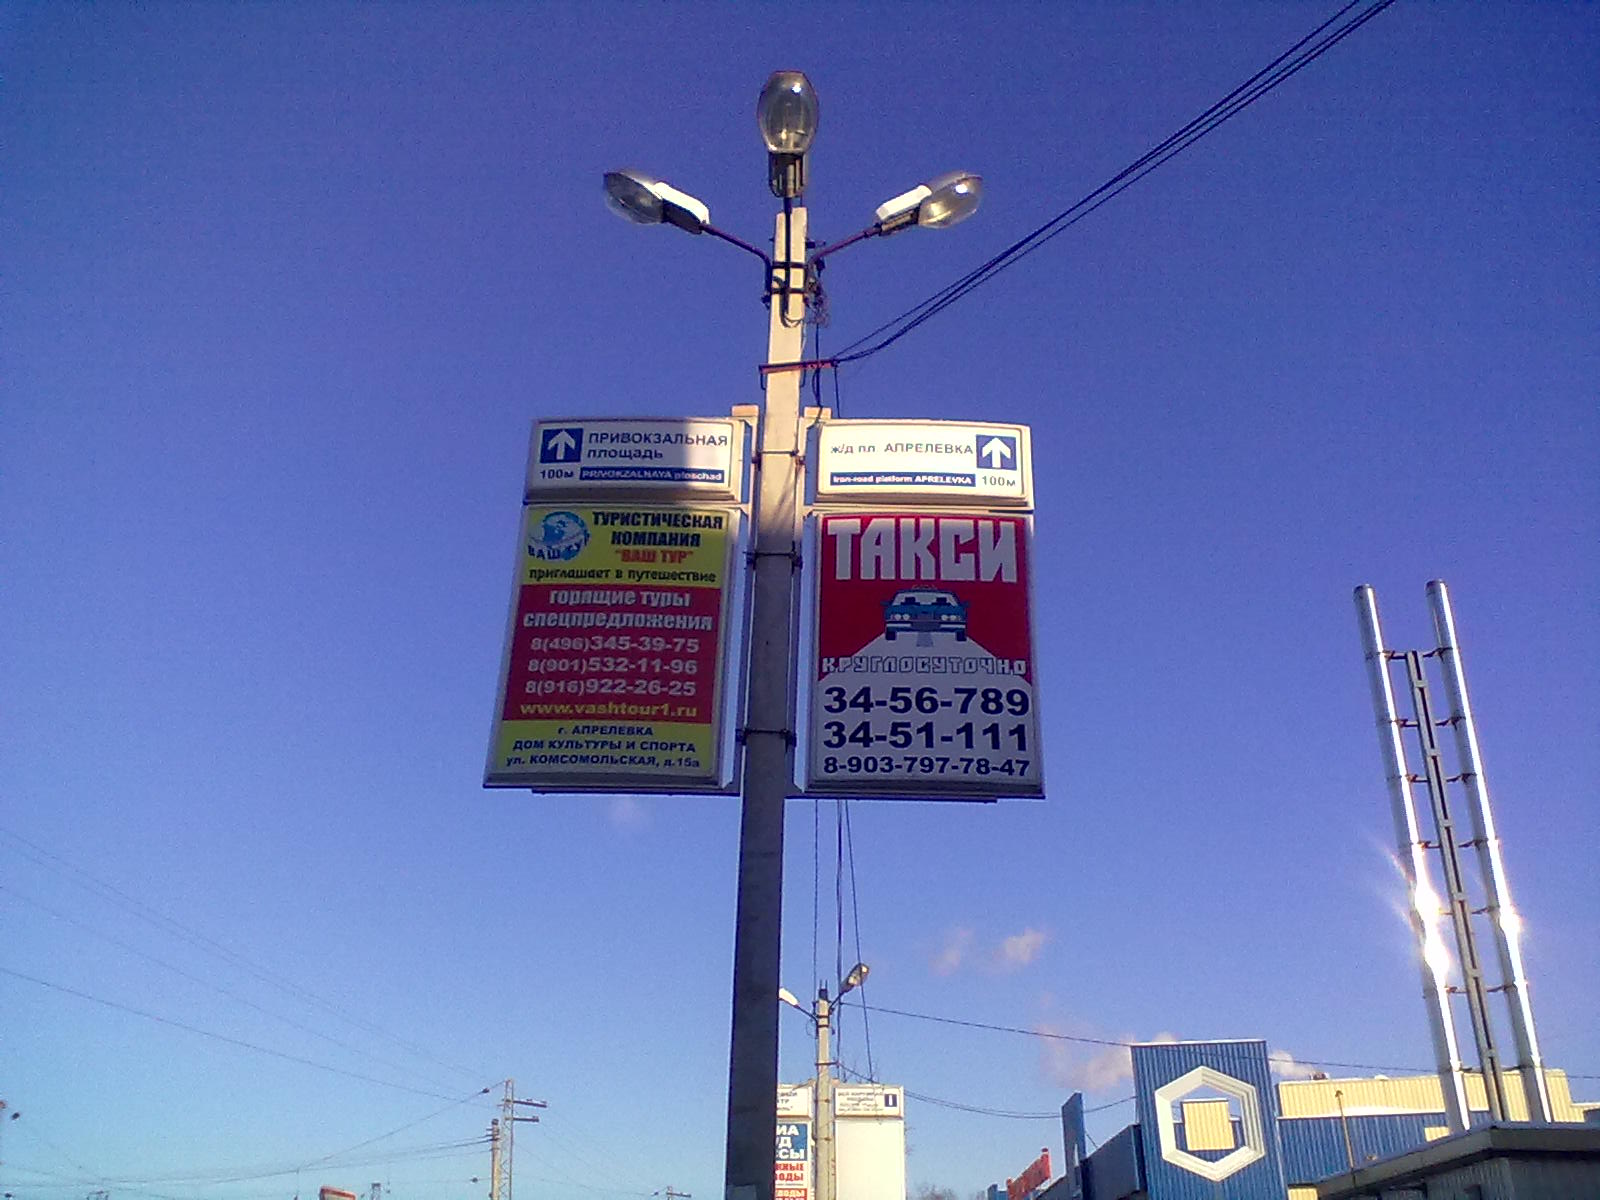 ПРИВОКЗАЛЬНАЯ
площадь
100м PRIVOKZALNAYA ploschad
ВАШ ТУР
ТУРИСТИЧЕСКАЯ
КОМПАНИЯ
"ВАШ ТУР"
приглашает в путешествие
горящие туры
спецпредложения
8(496)345-39-75
8(901)532-11-96
8(916)922-26-25
www.vashtour1.ru
г. АПРЕЛЕВКА
ДОМ КУЛЬТУРЫ И СПОРТА
ул. КОМСОМОЛЬСКАЯ, д.15а
ж/д пл АПРЕЛЕВКА
Iron-road platform APRELEVKA 100м
ТАКСИ
КРУГЛОСУТОЧНО
34-56-789
34-51-111
8-903-797-78-47